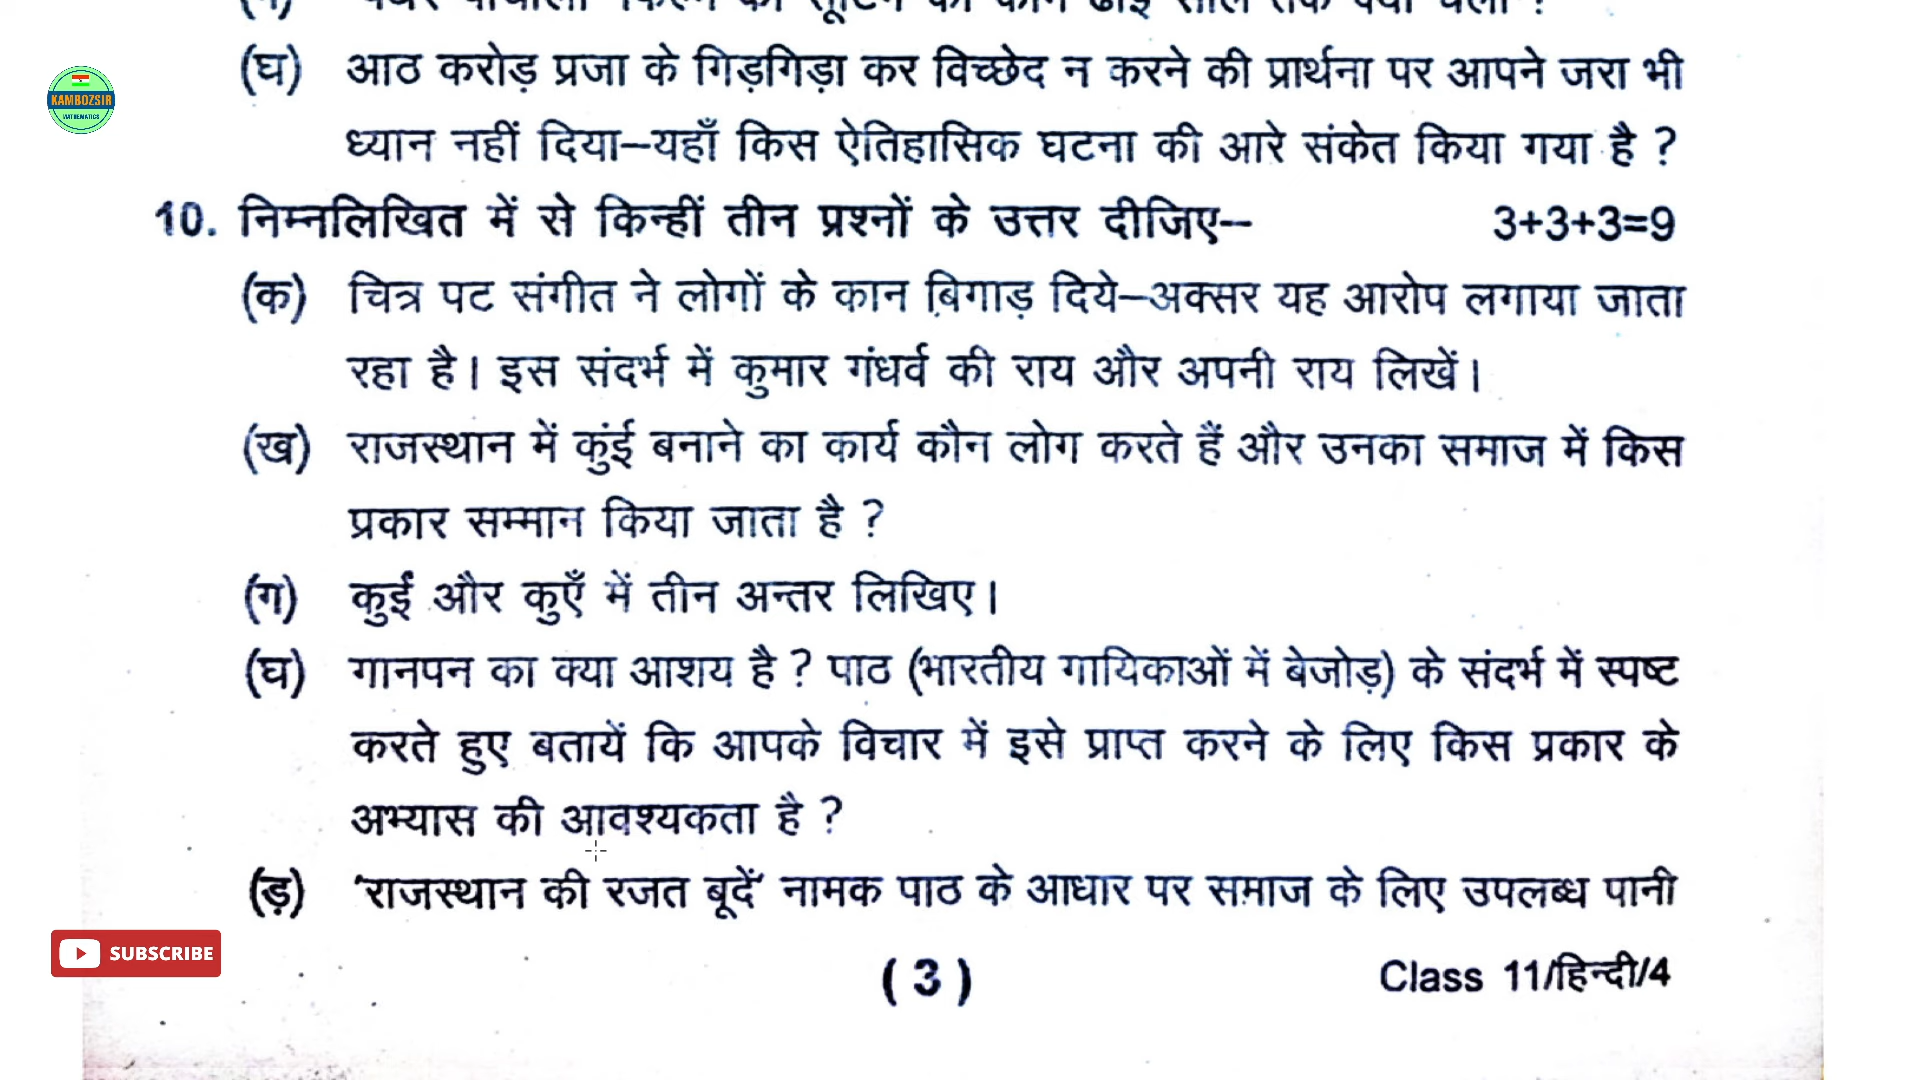 (घ) आठ करोड़ प्रजा के गिड़गिड़ा कर विच्छेद न करने की प्रार्थना पर आपने जरा भी
KAMBOZSIR
MATHEMATICS
ध्यान नहीं दिया–यहाँ किस ऐतिहासिक घटना की आरे संकेत किया गया है ?
10. निम्नलिखित में से किन्हीं तीन प्रश्नों के उत्तर दीजिए– 3+3+3=9
(क) चित्र पट संगीत ने लोगों के कान बिगाड़ दिये–अक्सर यह आरोप लगाया जाता
रहा है। इस संदर्भ में कुमार गंधर्व की राय और अपनी राय लिखें।
(ख) राजस्थान में कुंई बनाने का कार्य कौन लोग करते हैं और उनका समाज में किस
प्रकार सम्मान किया जाता है ?
(ग) कुईं और कुएँ में तीन अन्तर लिखिए।
(घ) गानपन का क्या आशय है ? पाठ (भारतीय गायिकाओं में बेजोड़) के संदर्भ में स्पष्ट
करते हुए बतायें कि आपके विचार में इसे प्राप्त करने के लिए किस प्रकार के
अभ्यास की आवश्यकता है ?
(ड़) 'राजस्थान की रजत बूदें' नामक पाठ के आधार पर समाज के लिए उपलब्ध पानी
SUBSCRIBE
( 3 ) Class 11/हिन्दी/4